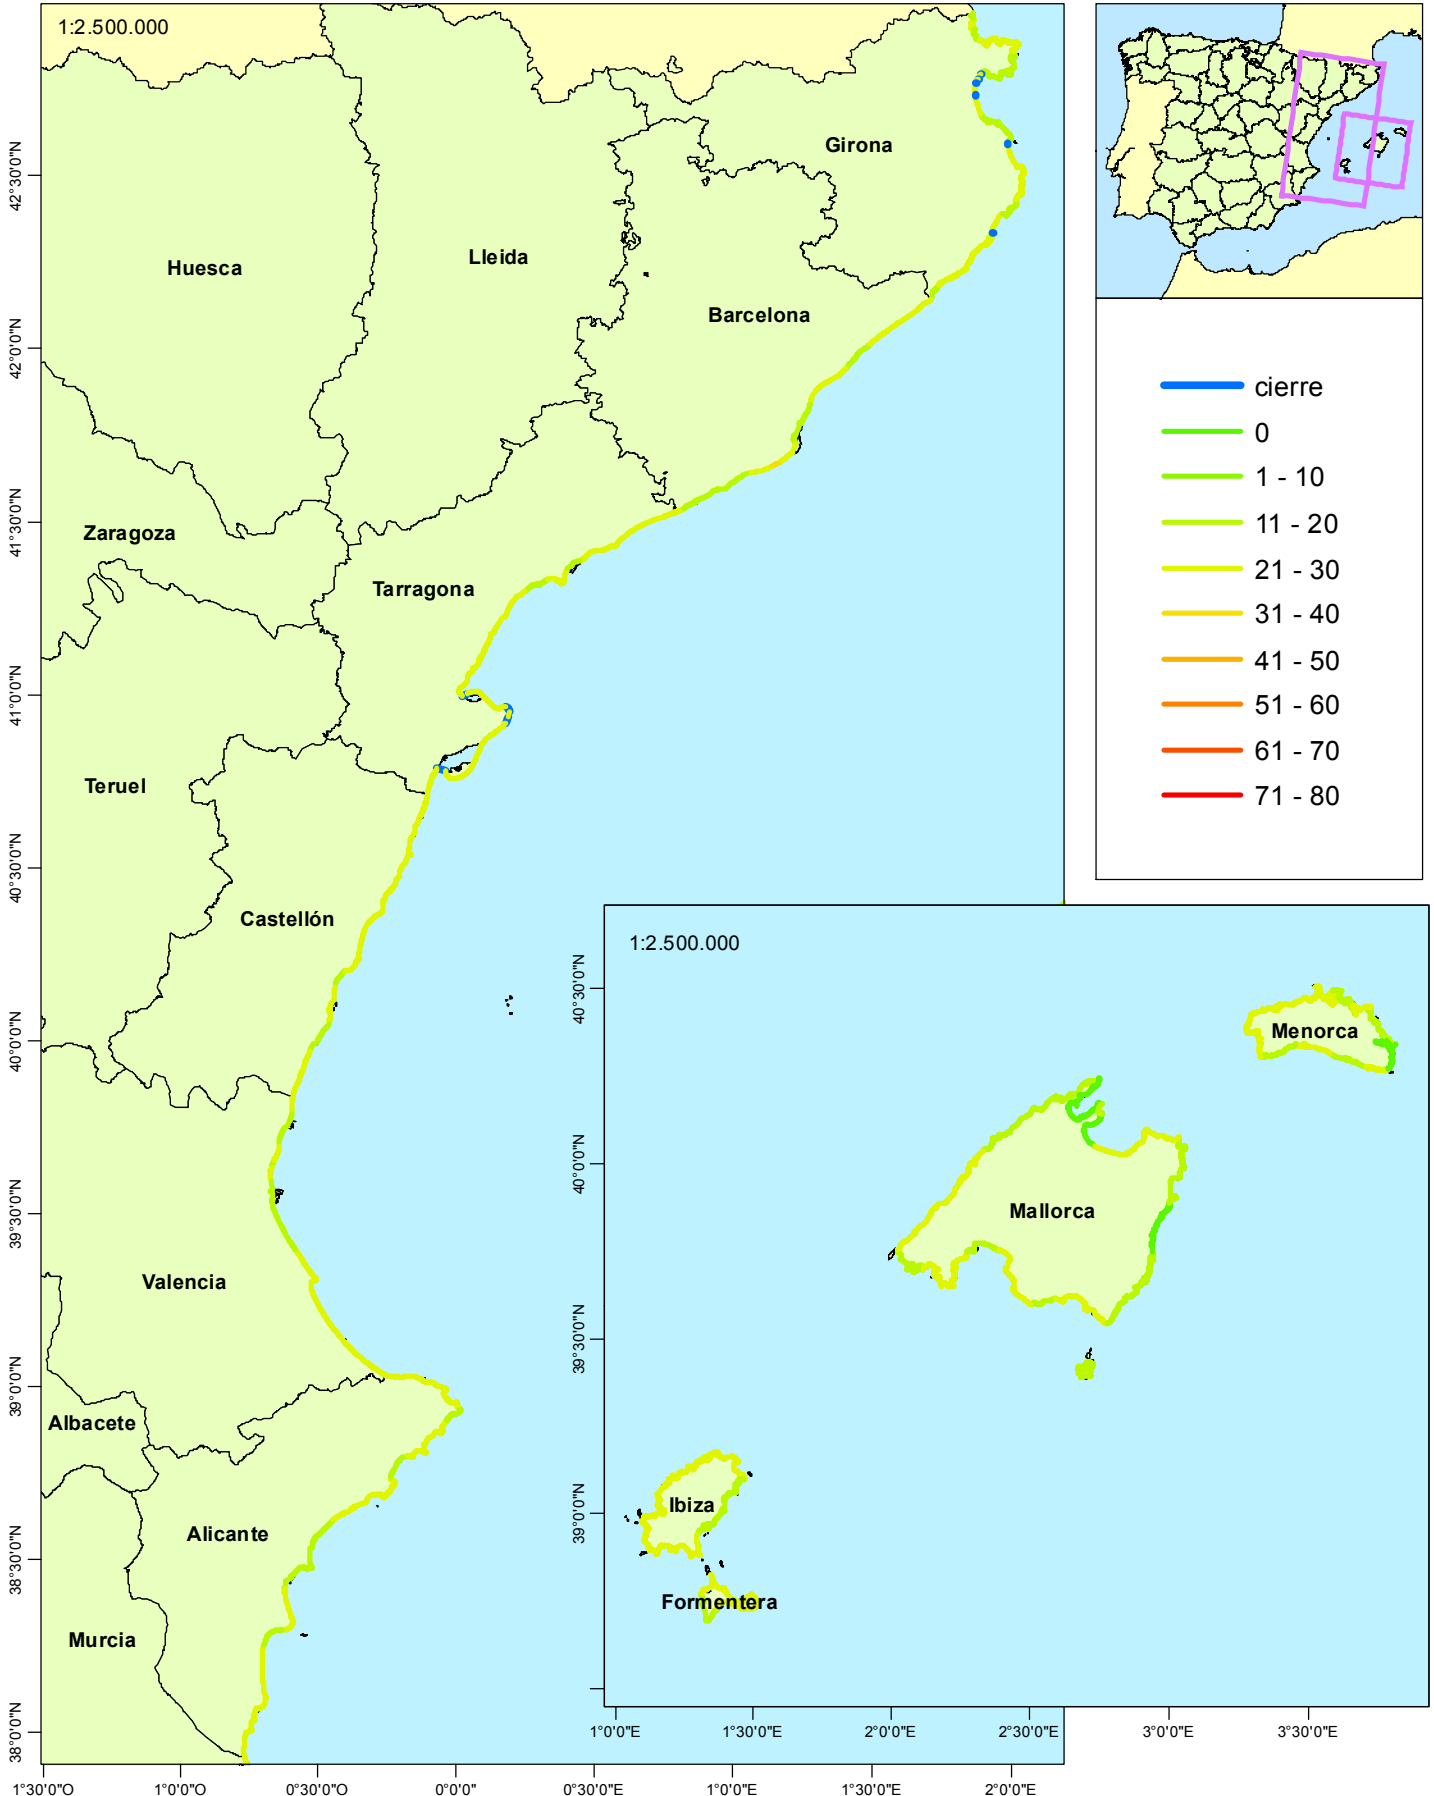 1:2.500.000
Girona
Huesca
Lleida
Barcelona
Zaragoza
Tarragona
Teruel
Castellón
Valencia
Albacete
Alicante
Murcia
42°30'0"N
42°0'0"N
41°30'0"N
41°0'0"N
40°30'0"N
40°0'0"N
39°30'0"N
39°0'0"N
38°30'0"N
38°0'0"N
1°30'0"O
1°0'0"O
0°30'0"O
0°0'0"
0°30'0"E
1°0'0"E
1°30'0"E
2°0'0"E
cierre
0
1 - 10
11 - 20
21 - 30
31 - 40
41 - 50
51 - 60
61 - 70
71 - 80
1:2.500.000
Menorca
Mallorca
Ibiza
Formentera
40°30'0"N
40°0'0"N
39°30'0"N
39°0'0"N
1°0'0"E
1°30'0"E
2°0'0"E
2°30'0"E
3°0'0"E
3°30'0"E